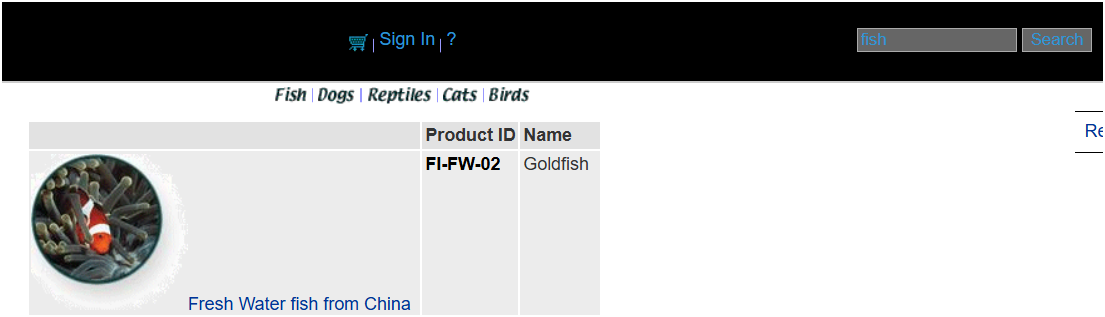 Sign In | ?
fish
Search
Fish | Dogs | Reptiles | Cats | Birds
Re
Product ID Name
FI-FW-02 Goldfish
Fresh Water fish from China